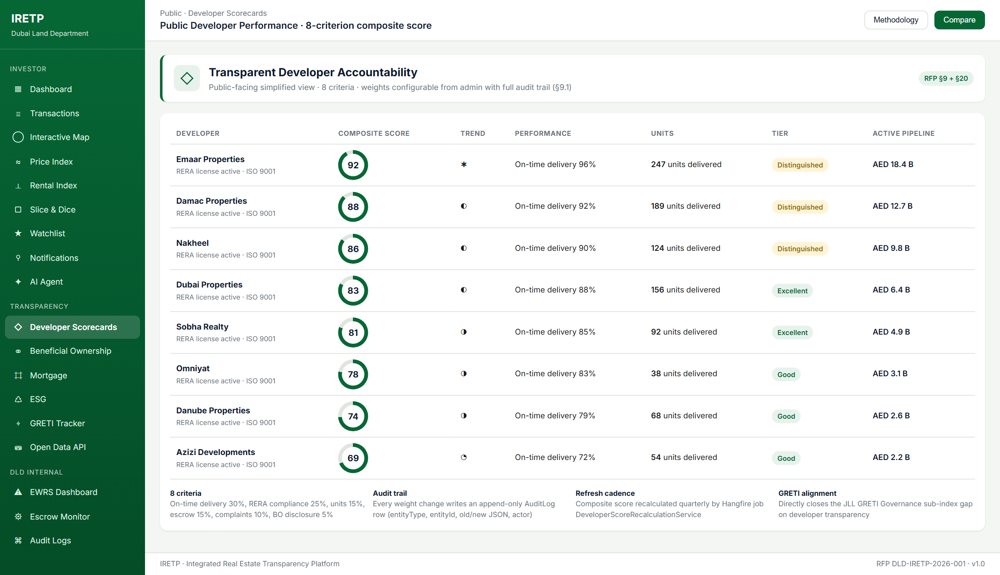 IRETP
Dubai Land Department
INVESTOR
Dashboard
Transactions
Interactive Map
Price Index
Rental Index
Slice & Dice
Watchlist
Notifications
AI Agent
TRANSPARENCY
Developer Scorecards
Beneficial Ownership
Mortgage
ESG
GRETI Tracker
Open Data API
DLD INTERNAL
EWRS Dashboard
Escrow Monitor
Audit Logs
Public · Developer Scorecards
Public Developer Performance · 8-criterion composite score
Methodology
Compare
Transparent Developer Accountability
Public-facing simplified view · 8 criteria · weights configurable from admin with full audit trail (§9.1)
RFP §9 + §20
DEVELOPER COMPOSITE SCORE TREND PERFORMANCE UNITS TIER ACTIVE PIPELINE
Emaar Properties
RERA license active · ISO 9001
92 On-time delivery 96% 247 units delivered Distinguished AED 18.4 B
Damac Properties
RERA license active · ISO 9001
88 On-time delivery 92% 189 units delivered Distinguished AED 12.7 B
Nakheel
RERA license active · ISO 9001
86 On-time delivery 90% 124 units delivered Distinguished AED 9.8 B
Dubai Properties
RERA license active · ISO 9001
83 On-time delivery 88% 156 units delivered Excellent AED 6.4 B
Sobha Realty
RERA license active · ISO 9001
81 On-time delivery 85% 92 units delivered Excellent AED 4.9 B
Omniyat
RERA license active · ISO 9001
78 On-time delivery 83% 38 units delivered Good AED 3.1 B
Danube Properties
RERA license active · ISO 9001
74 On-time delivery 79% 68 units delivered Good AED 2.6 B
Azizi Developments
RERA license active · ISO 9001
69 On-time delivery 72% 54 units delivered Good AED 2.2 B
8 criteria
On-time delivery 30%, RERA compliance 25%, units 15%,
escrow 15%, complaints 10%, BO disclosure 5%
Audit trail
Every weight change writes an append-only AuditLog
row (entityType, entityId, old/new JSON, actor)
Refresh cadence
Composite score recalculated quarterly by Hangfire job
DeveloperScoreRecalculationService
GRETI alignment
Directly closes the JLL GRETI Governance sub-index gap
on developer transparency
IRETP · Integrated Real Estate Transparency Platform
RFP DLD-IRETP-2026-001 · v1.0